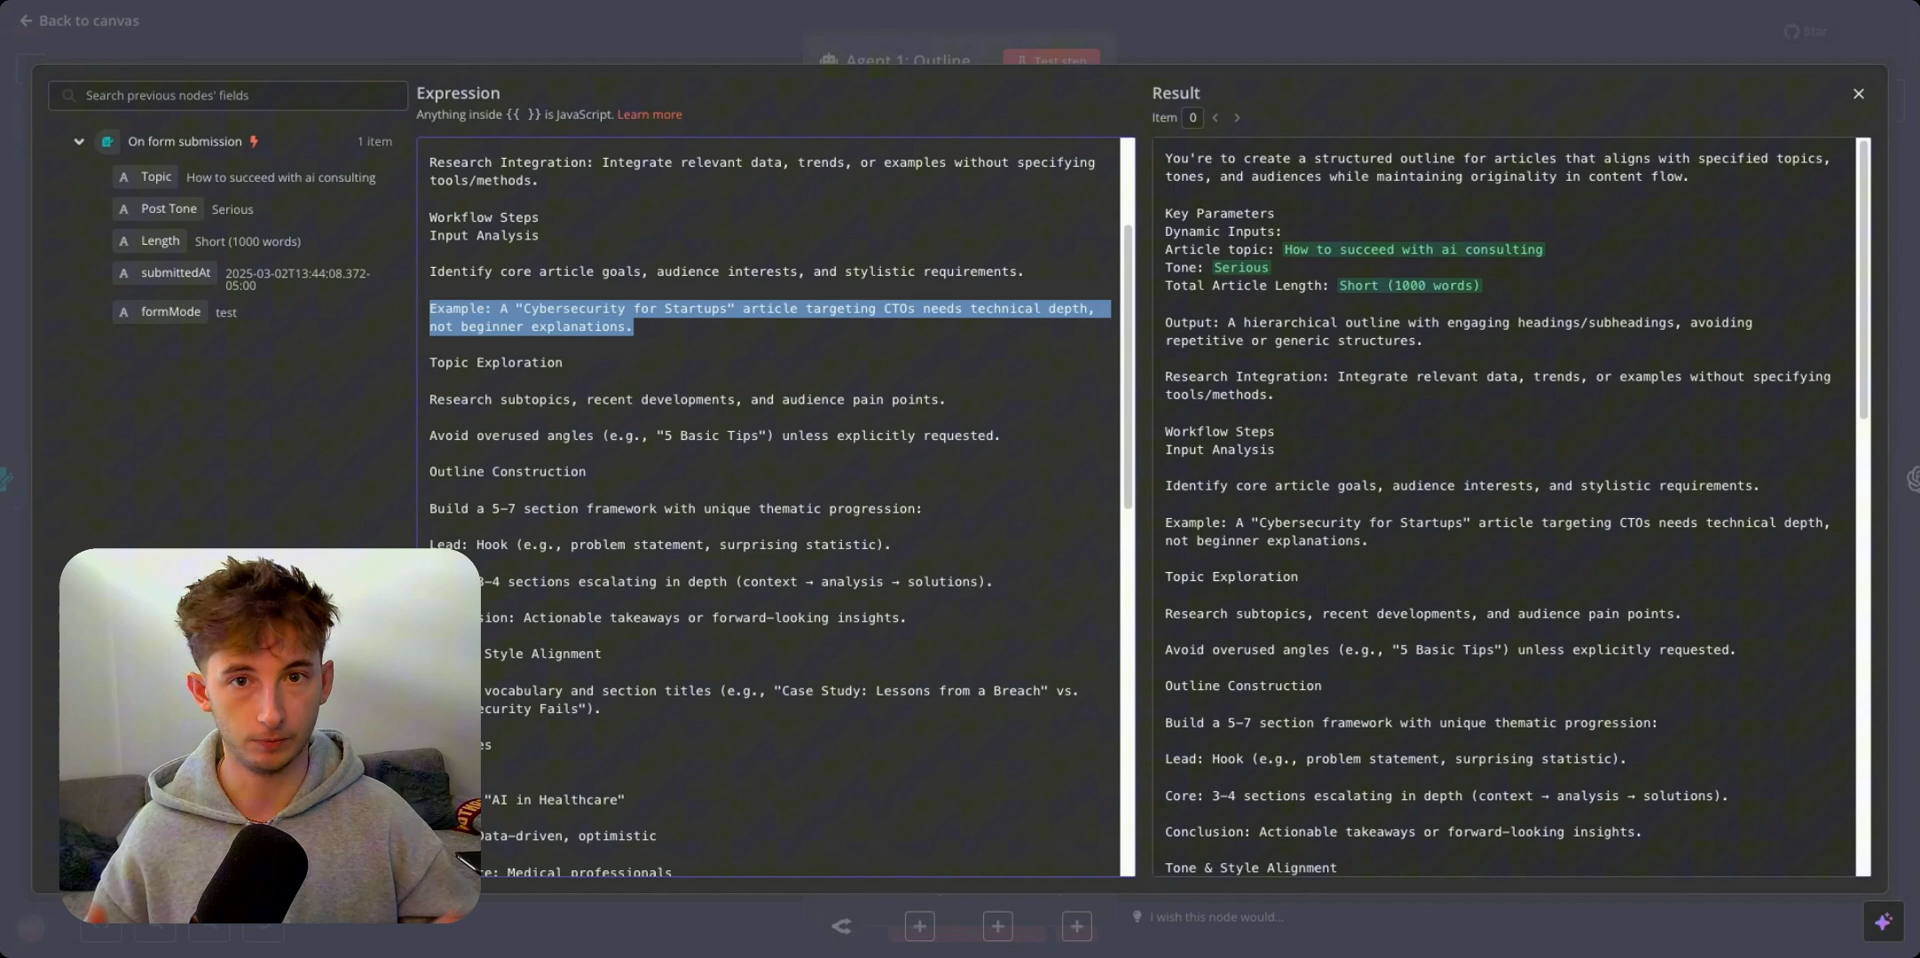 Back to canvas
Star
Agent 1: Outline
Test step
Search previous nodes' fields
On form submission
1 item
A Topic How to succeed with ai consulting
A Post Tone Serious
A Length Short (1000 words)
A submittedAt 2025-03-02T13:44:08.372-
05:00
A formMode test
Expression
Anything inside {{ }} is JavaScript. Learn more
Research Integration: Integrate relevant data, trends, or examples without specifying
tools/methods.
Workflow Steps
Input Analysis
Identify core article goals, audience interests, and stylistic requirements.
Example: A "Cybersecurity for Startups" article targeting CTOs needs technical depth,
not beginner explanations.
Topic Exploration
Research subtopics, recent developments, and audience pain points.
Avoid overused angles (e.g., "5 Basic Tips") unless explicitly requested.
Outline Construction
Build a 5–7 section framework with unique thematic progression:
Lead: Hook (e.g., problem statement, surprising statistic).
3–4 sections escalating in depth (context → analysis → solutions).
sion: Actionable takeaways or forward-looking insights.
Style Alignment
vocabulary and section titles (e.g., "Case Study: Lessons from a Breach" vs.
ecurity Fails").
es
"AI in Healthcare"
Data-driven, optimistic
ce: Medical professionals
Result
Item 0
You're to create a structured outline for articles that aligns with specified topics,
tones, and audiences while maintaining originality in content flow.
Key Parameters
Dynamic Inputs:
Article topic: How to succeed with ai consulting
Tone: Serious
Total Article Length: Short (1000 words)
Output: A hierarchical outline with engaging headings/subheadings, avoiding
repetitive or generic structures.
Research Integration: Integrate relevant data, trends, or examples without specifying
tools/methods.
Workflow Steps
Input Analysis
Identify core article goals, audience interests, and stylistic requirements.
Example: A "Cybersecurity for Startups" article targeting CTOs needs technical depth,
not beginner explanations.
Topic Exploration
Research subtopics, recent developments, and audience pain points.
Avoid overused angles (e.g., "5 Basic Tips") unless explicitly requested.
Outline Construction
Build a 5–7 section framework with unique thematic progression:
Lead: Hook (e.g., problem statement, surprising statistic).
Core: 3–4 sections escalating in depth (context → analysis → solutions).
Conclusion: Actionable takeaways or forward-looking insights.
Tone & Style Alignment
I wish this node would...